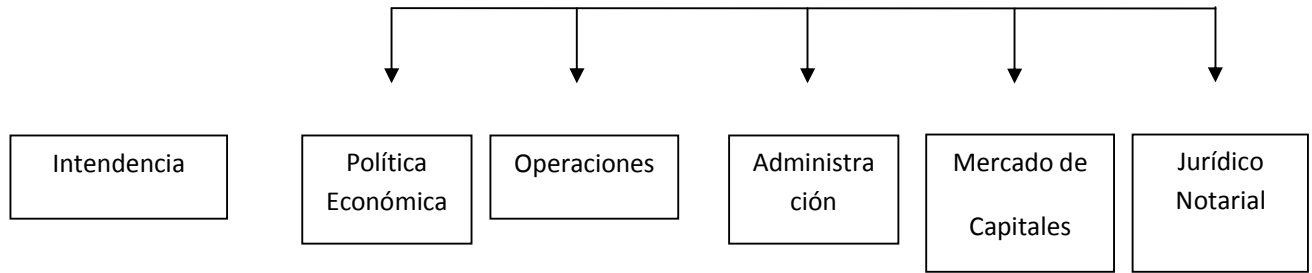 Intendencia
Política
Económica
Operaciones
Administra
ción
Mercado de
Capitales
Jurídico
Notarial